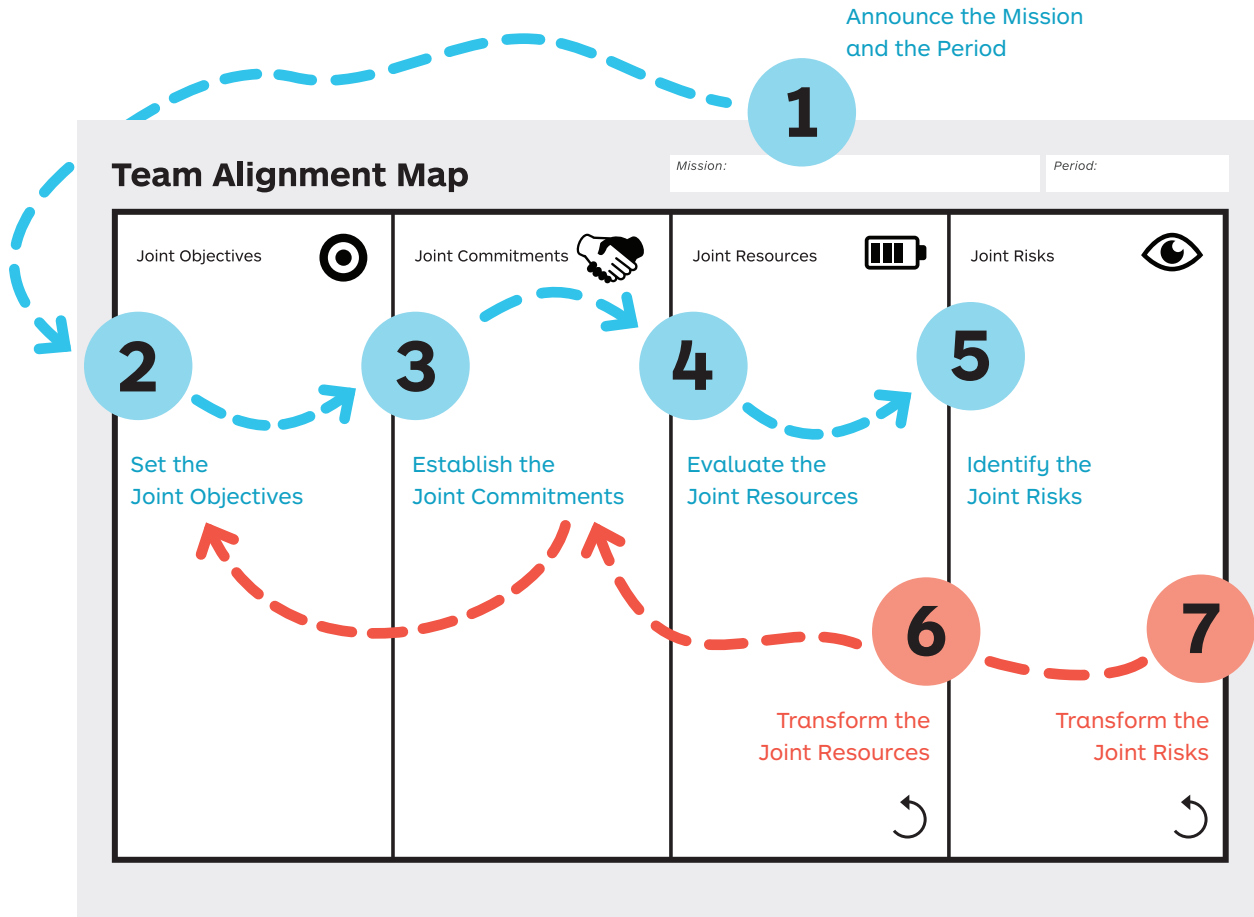 Announce the Mission
and the Period
1
Team Alignment Map
Mission:
Period:
Joint Objectives
Joint Commitments
Joint Resources
Joint Risks
2
3
4
5
Set the
Joint Objectives
Establish the
Joint Commitments
Evaluate the
Joint Resources
Identify the
Joint Risks
6
7
Transform the
Joint Resources
Transform the
Joint Risks